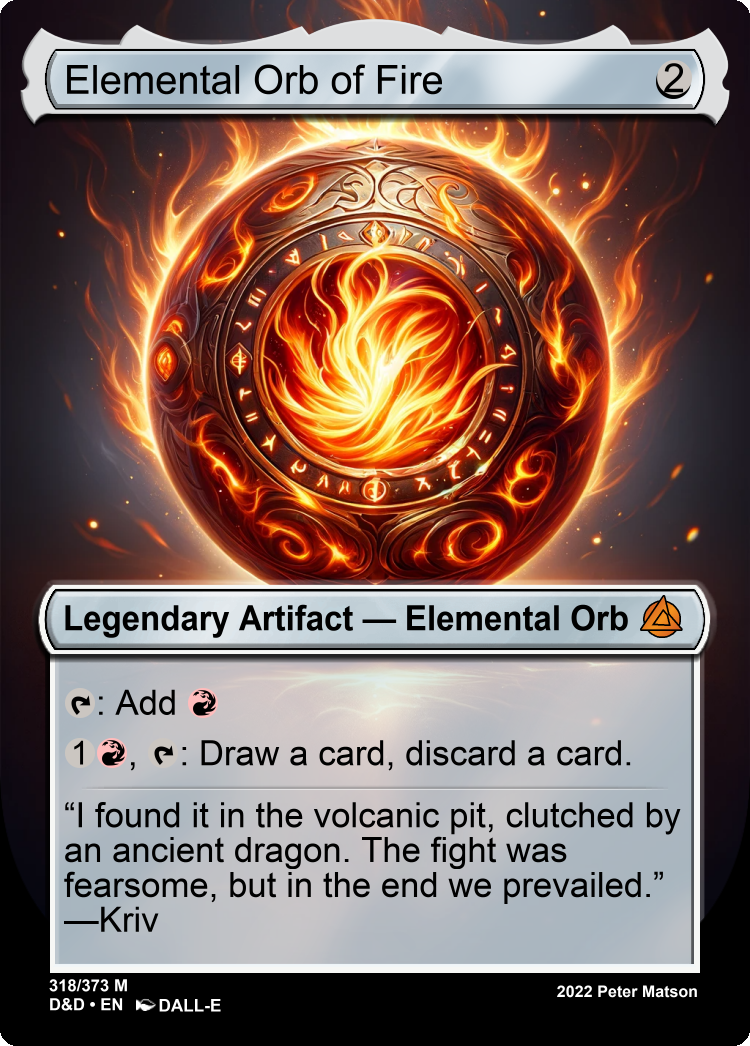 Elemental Orb of Fire 2
Legendary Artifact — Elemental Orb
: Add
1, : Draw a card, discard a card.
“I found it in the volcanic pit, clutched by
an ancient dragon. The fight was
fearsome, but in the end we prevailed.”
—Kriv
318/373 M
D&D • EN DALL-E
2022 Peter Matson